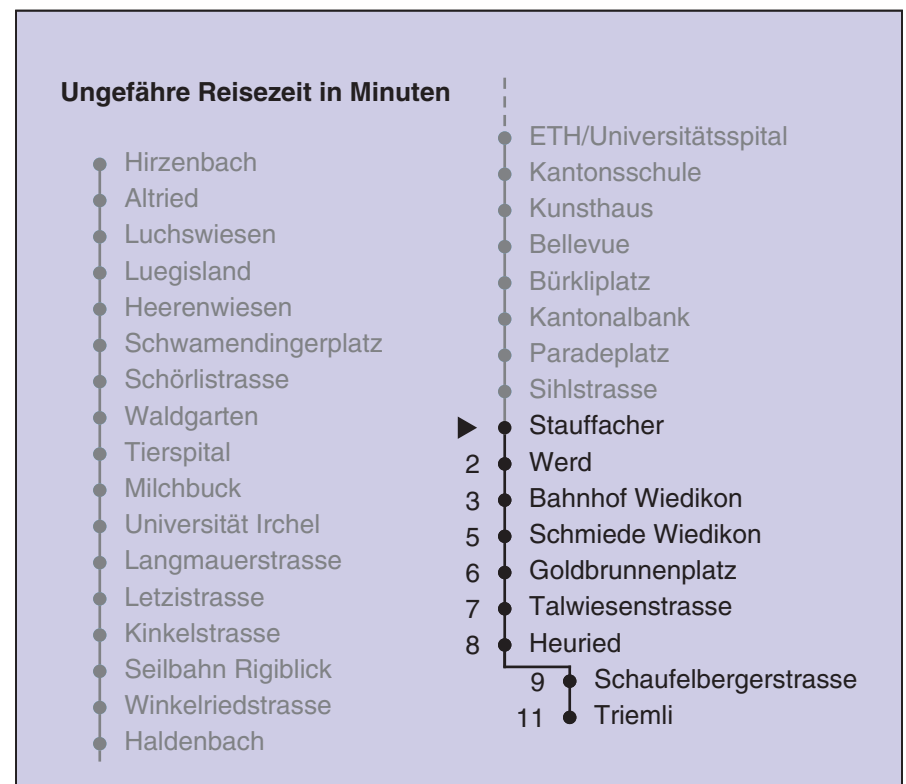 Ungefähre Reisezeit in Minuten
Hirzenbach
Altried
Luchswiesen
Luegisland
Heerenwiesen
Schwamendingerplatz
Schörlistrasse
Waldgarten
Tierspital
Milchbuck
Universität Irchel
Langmauerstrasse
Letzistrasse
Kinkelstrasse
Seilbahn Rigiblick
Winkelriedstrasse
Haldenbach
ETH/Universitätsspital
Kantonsschule
Kunsthaus
Bellevue
Bürkliplatz
Kantonalbank
Paradeplatz
Sihlstrasse
Stauffacher
2 Werd
3 Bahnhof Wiedikon
5 Schmiede Wiedikon
6 Goldbrunnenplatz
7 Talwiesenstrasse
8 Heuried
9 Schaufelbergerstrasse
11 Triemli